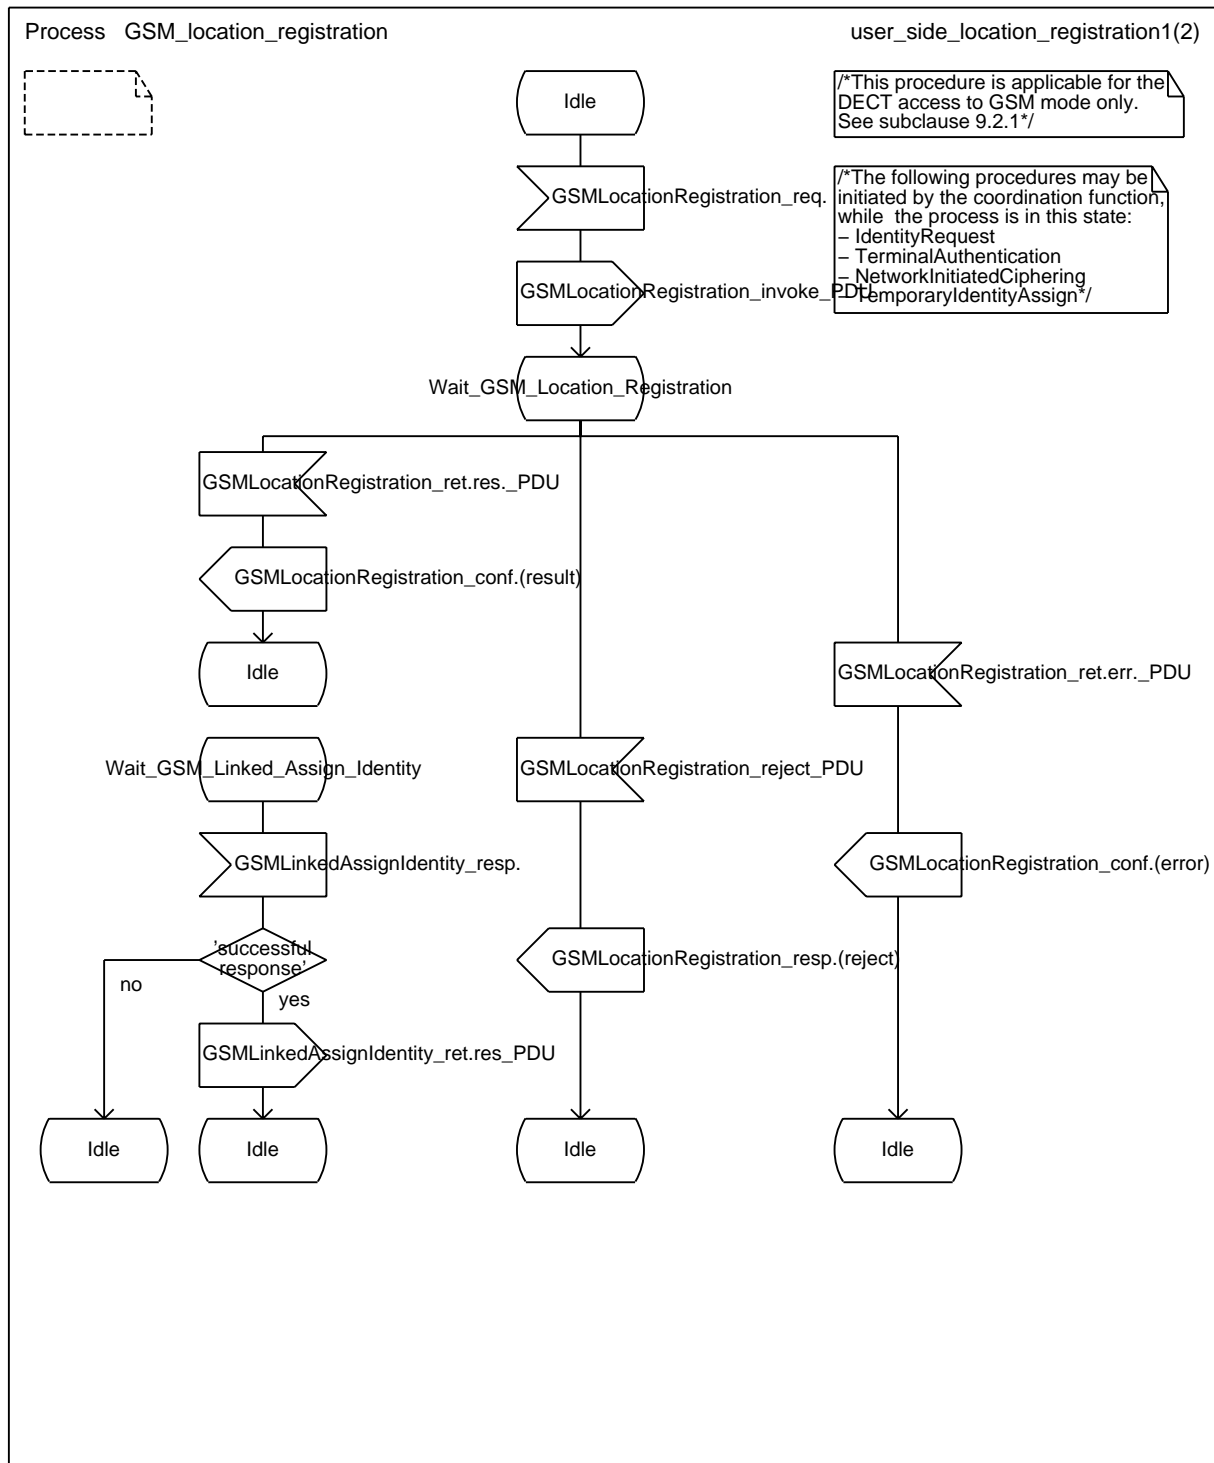 Process GSM_location_registration
user_side_location_registration1(2)
Idle
/*This procedure is applicable for the
DECT access to GSM mode only.
See subclause 9.2.1*/
GSMLocationRegistration_req.
/*The following procedures may be
initiated by the coordination function,
while the process is in this state:
– IdentityRequest
– TerminalAuthentication
– NetworkInitiatedCiphering
– TemporaryIdentityAssign*/
GSMLocationRegistration_invoke_PDU
Wait_GSM_Location_Registration
GSMLocationRegistration_ret.res._PDU
GSMLocationRegistration_conf.(result)
Idle
GSMLocationRegistration_ret.err._PDU
Wait_GSM_Linked_Assign_Identity
GSMLocationRegistration_reject_PDU
GSMLinkedAssignIdentity_resp.
GSMLocationRegistration_conf.(error)
'successful
response'
GSMLocationRegistration_resp.(reject)
no
yes
GSMLinkedAssignIdentity_ret.res_PDU
Idle
Idle
Idle
Idle